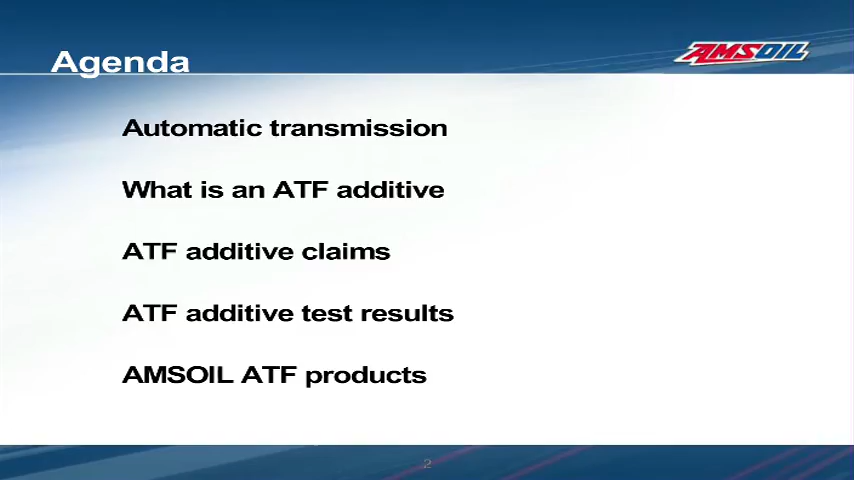 Agenda
AMSOIL
Automatic transmission
What is an ATF additive
ATF additive claims
ATF additive test results
AMSOIL ATF products
2